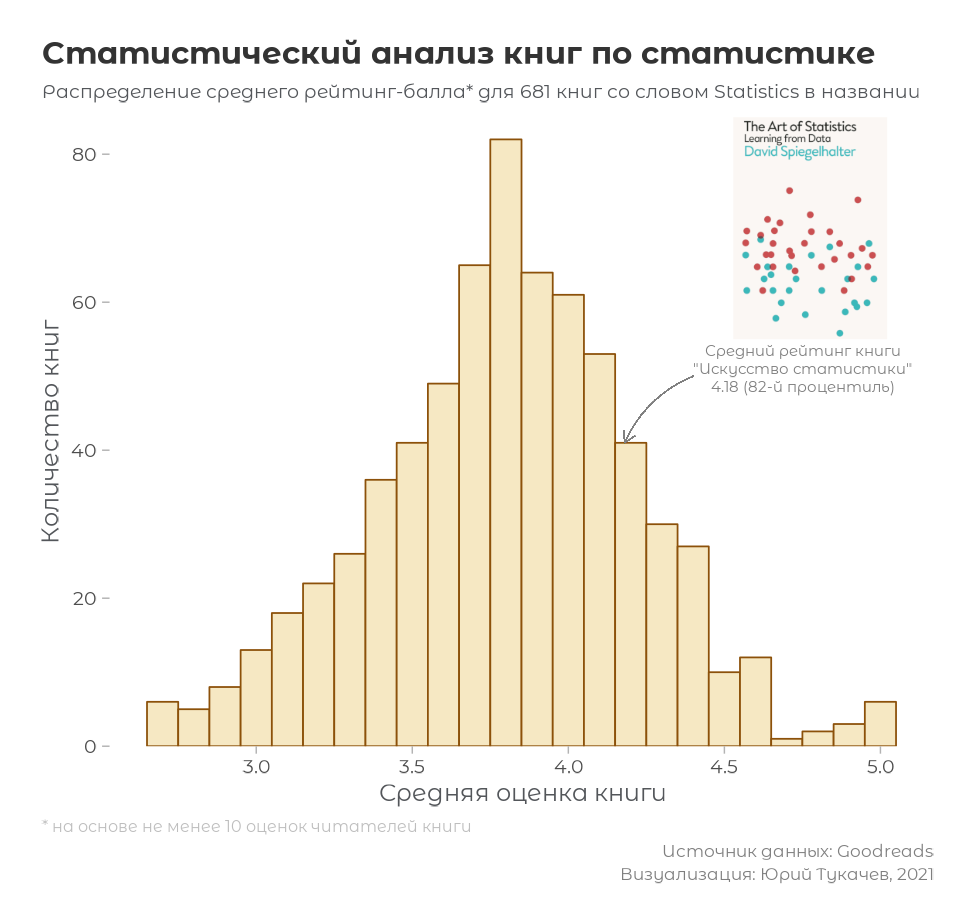 Статистический анализ книг по статистике
Распределение среднего рейтинг-балла* для 681 книг со словом Statistics в названии
The Art of Statistics
Learning from Data
David Spiegelhalter
Средний рейтинг книги
"Искусство статистики"
4.18 (82-й процентиль)
Количество книг
80
60
40
20
0
3.0 3.5 4.0 4.5 5.0
Средняя оценка книги
* на основе не менее 10 оценок читателей книги
Источник данных: Goodreads
Визуализация: Юрий Тукачев, 2021